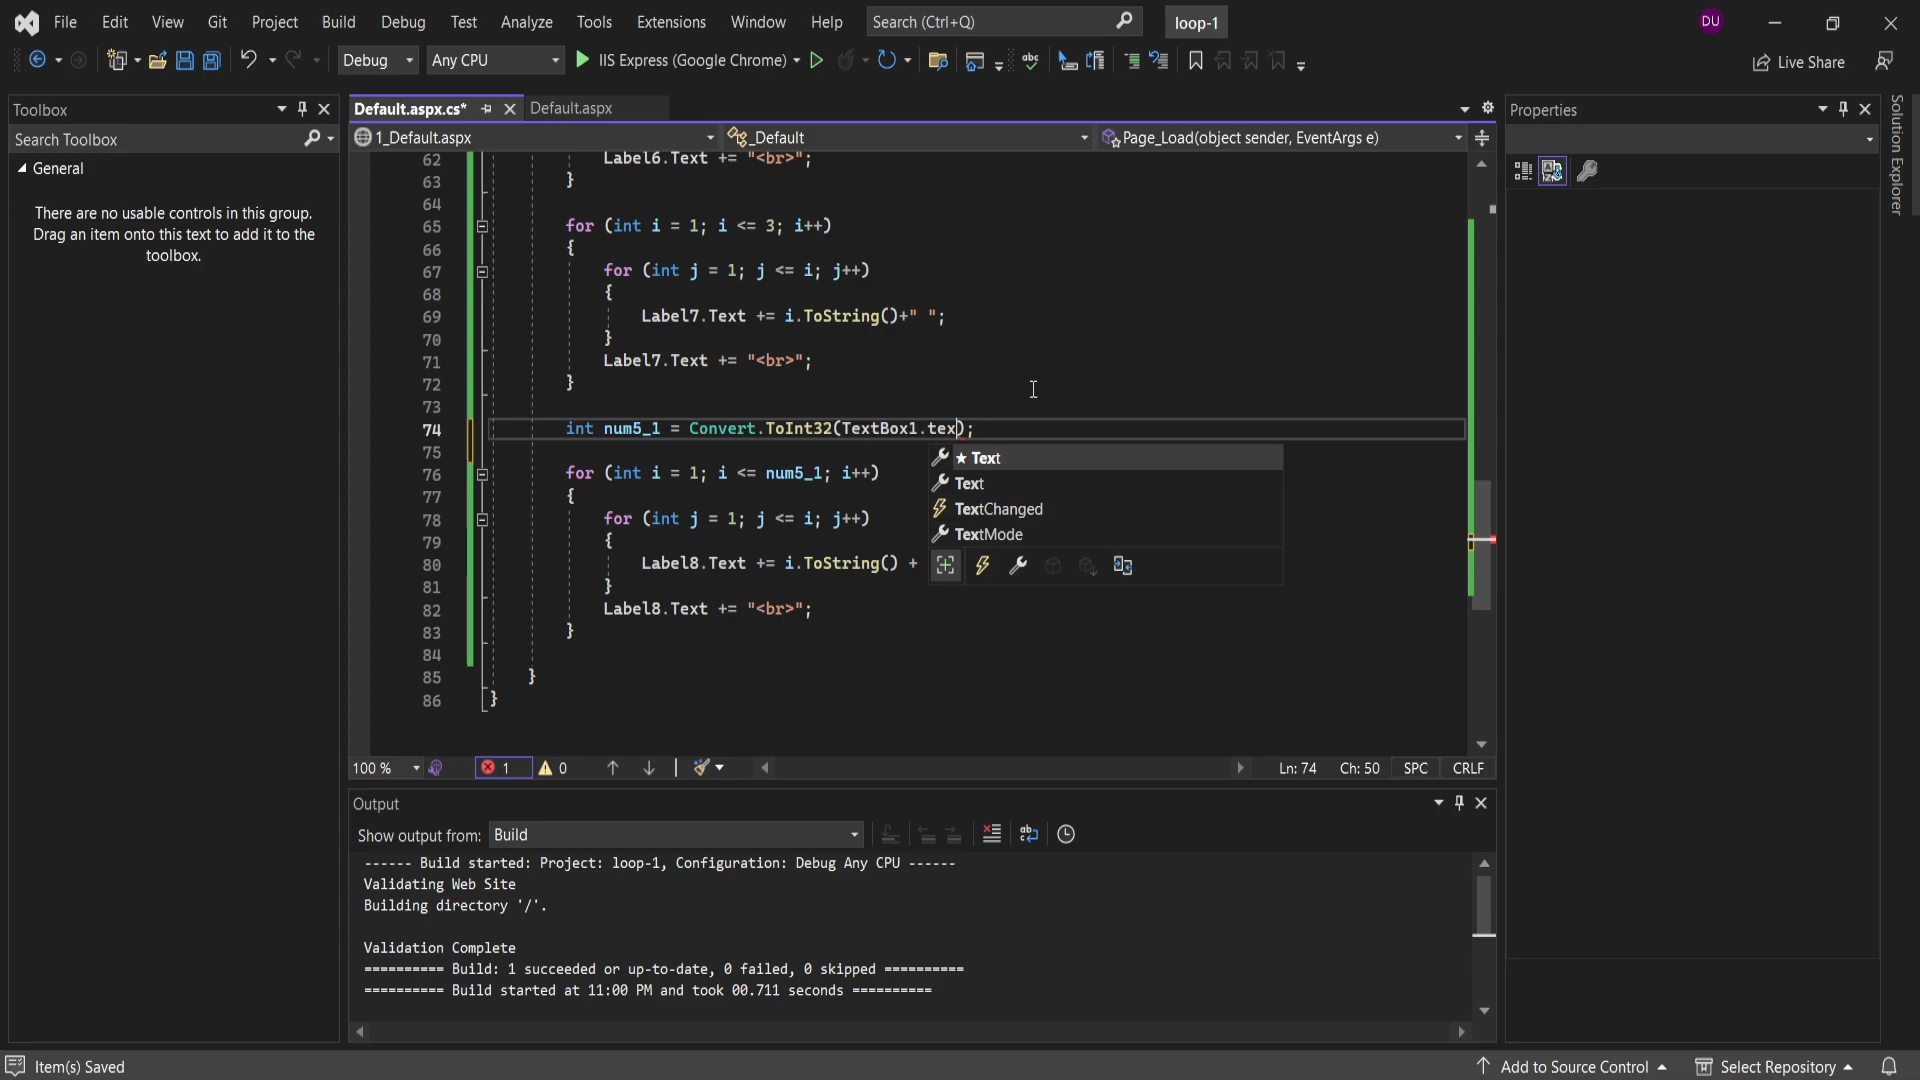 File Edit View Git Project Build Debug Test Analyze Tools Extensions Window Help Search (Ctrl+Q) loop-1 DU
Debug Any CPU IIS Express (Google Chrome) Live Share
Toolbox
Search Toolbox
General
There are no usable controls in this group.
Drag an item onto this text to add it to the
toolbox.
Default.aspx.cs* Default.aspx
1_Default.aspx _Default Page_Load(object sender, EventArgs e)
62 Label6.Text += "<br>";
63 }
64
65 for (int i = 1; i <= 3; i++)
66 {
67 for (int j = 1; j <= i; j++)
68 {
69 Label7.Text += i.ToString()+" ";
70 }
71 Label7.Text += "<br>";
72 }
73
74 int num5_1 = Convert.ToInt32(TextBox1.tex);
75
76 for (int i = 1; i <= num5_1; i++)
77 {
78 for (int j = 1; j <= i; j++)
79 {
80 Label8.Text += i.ToString() +
81 }
82 Label8.Text += "<br>";
83 }
84
85 }
86 }
★ Text
Text
TextChanged
TextMode
100 % 1 0 Ln: 74 Ch: 50 SPC CRLF
Output
Show output from: Build
------ Build started: Project: loop-1, Configuration: Debug Any CPU ------
Validating Web Site
Building directory '/'.
Validation Complete
========== Build: 1 succeeded or up-to-date, 0 failed, 0 skipped ==========
========== Build started at 11:00 PM and took 00.711 seconds ==========
Properties
Solution Explorer
Item(s) Saved Add to Source Control Select Repository